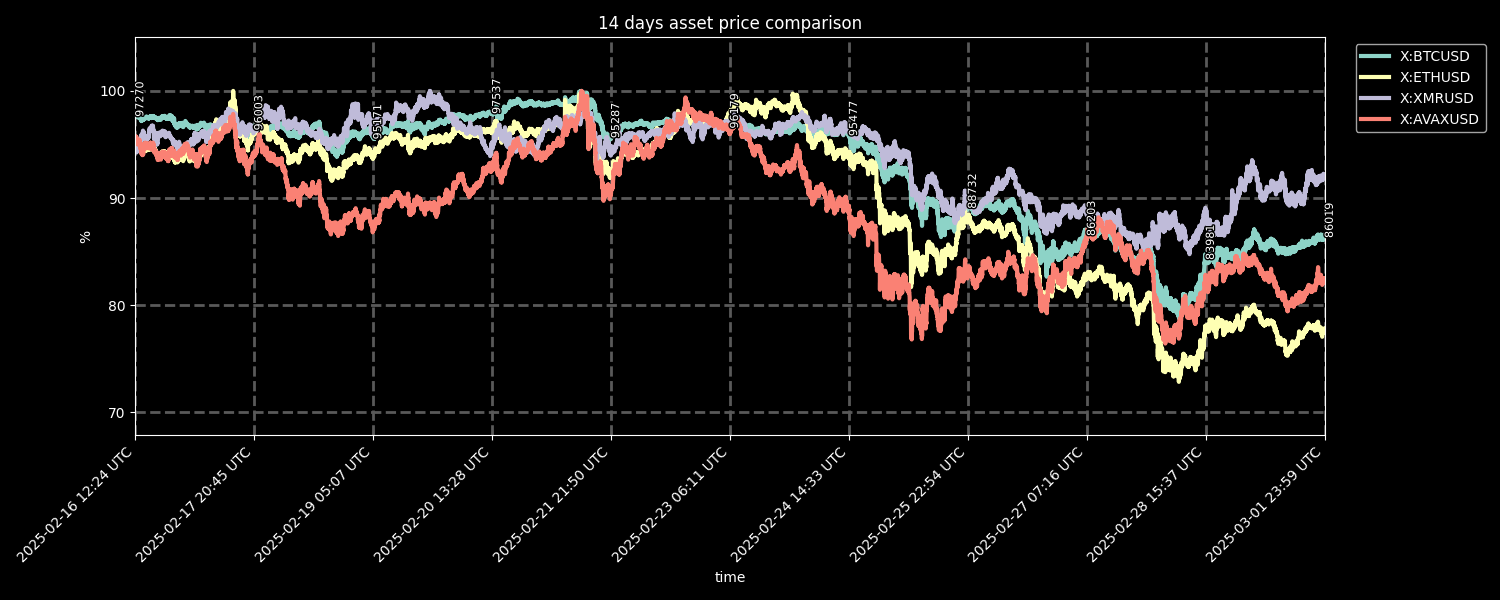 14 days asset price comparison
X:BTCUSD
X:ETHUSD
X:XMRUSD
X:AVAXUSD
100
90
80
70
%
97270
96003
95171
97537
95287
96179
95477
88732
86203
83981
86019
2025-02-16 12:24 UTC
2025-02-17 20:45 UTC
2025-02-19 05:07 UTC
2025-02-20 13:28 UTC
2025-02-21 21:50 UTC
2025-02-23 06:11 UTC
2025-02-24 14:33 UTC
2025-02-25 22:54 UTC
2025-02-27 07:16 UTC
2025-02-28 15:37 UTC
2025-03-01 23:59 UTC
time